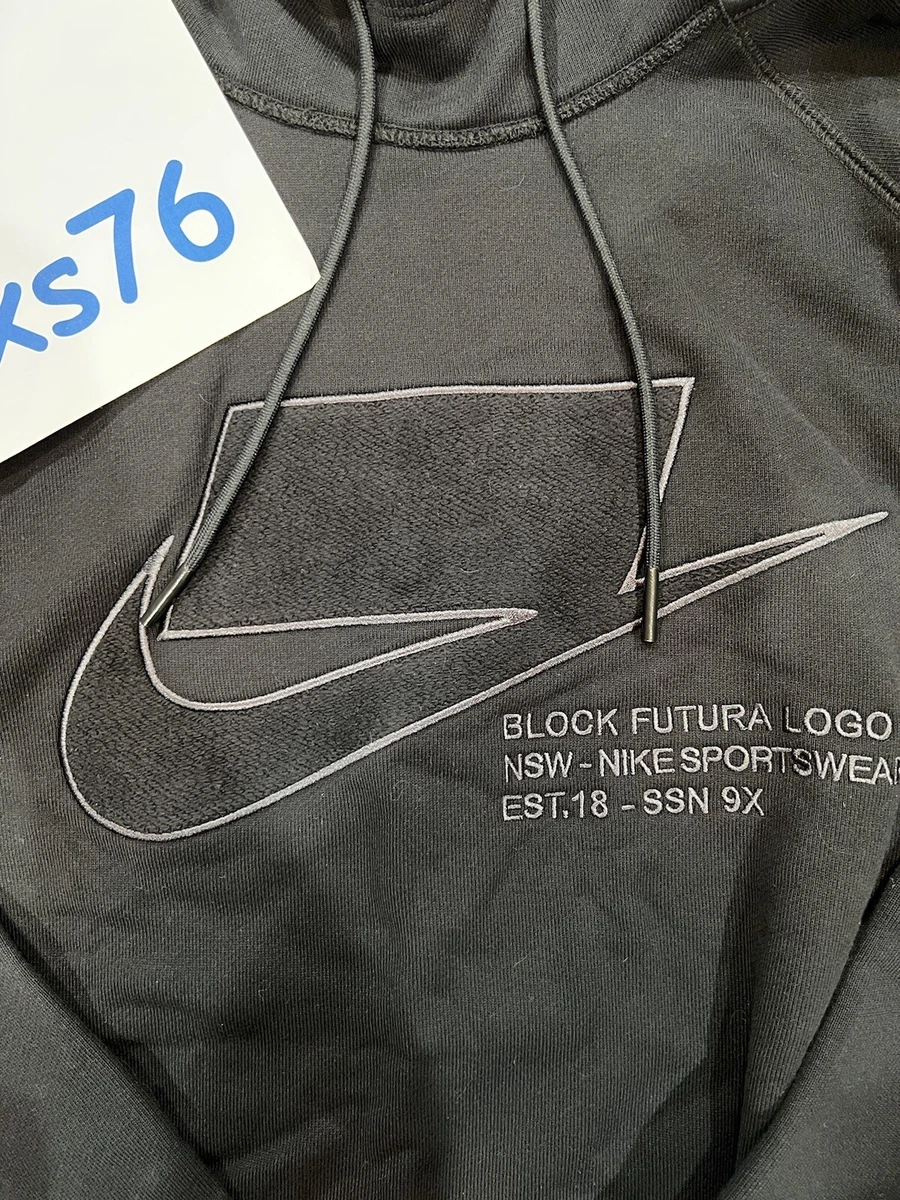 xs76
BLOCK FUTURA LOGO
NSW - NIKE SPORTSWEAR
EST.18 - SSN 9X